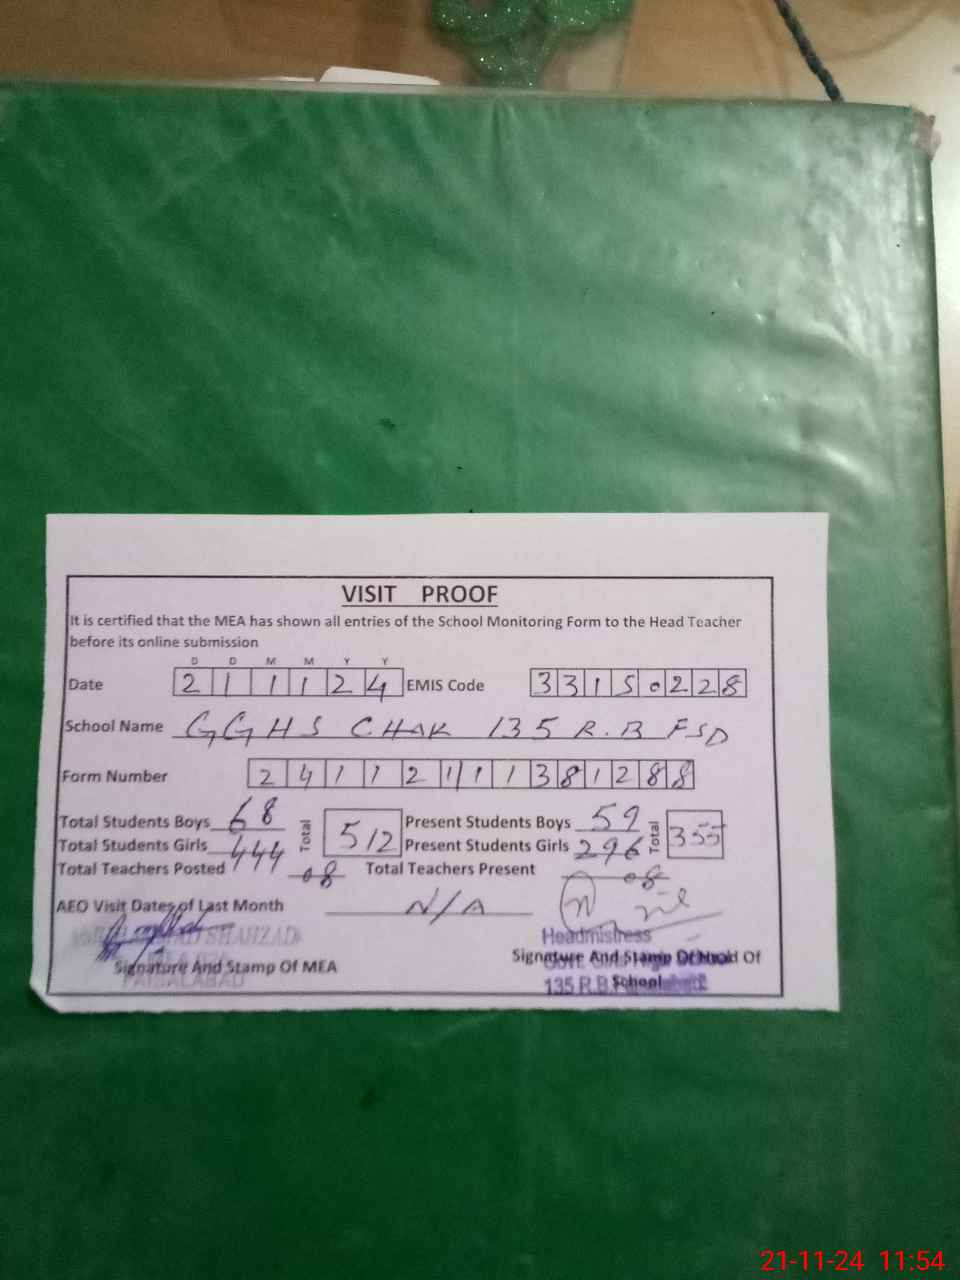 VISIT PROOF
It is certified that the MEA has shown all entries of the School Monitoring Form to the Head Teacher
before its online submission
D D M M Y Y
Date 2 1 1 1 2 4 EMIS Code 3 3 1 5 0 2 2 8
School Name GGHS CHAK 135 R.B FSD
Form Number 2 4 1 1 2 1 1 1 3 8 1 2 8 8
Total Students Boys 68 Total 512 Present Students Boys 59 Total 355
Total Students Girls 444 Present Students Girls 296
Total Teachers Posted 08 Total Teachers Present 08
AEO Visit Dates of Last Month N/A
SHAHZAD
Headmistress
Signature And Stamp Of MEA
Signature And Stamp Of Head Of
School
FAISALABAD
135 R.B.
21-11-24 11:54